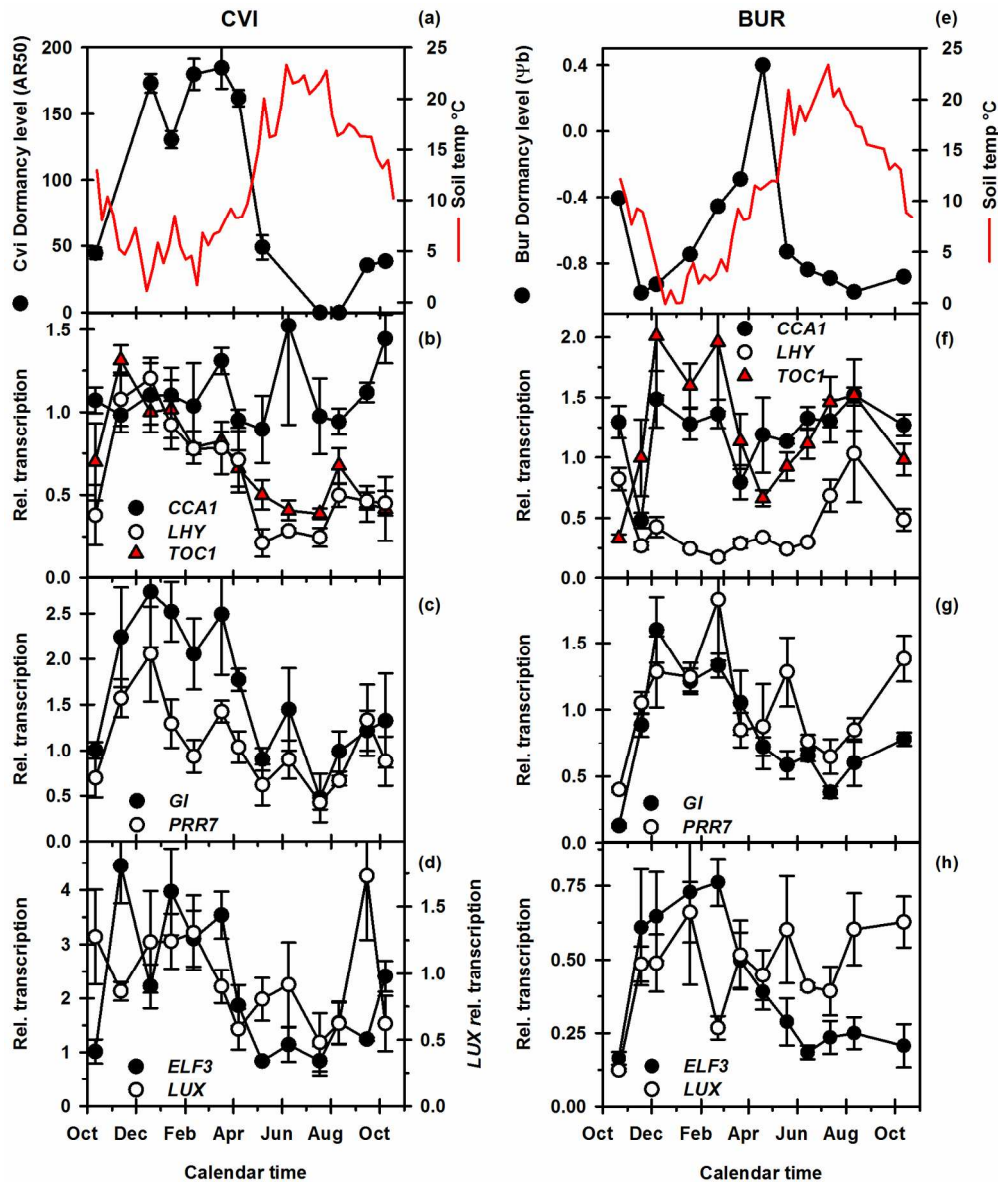 CVI
(a)
Cvi Dormancy level (AR50)
200
150
100
50
0
25
20
15
10
5
0
Soil temp °C
(b)
Rel. transcription
1.5
1.0
0.5
0.0
CCA1
LHY
TOC1
(c)
Rel. transcription
2.5
2.0
1.5
1.0
0.5
0.0
GI
PRR7
(d)
Rel. transcription
4
3
2
1
0
1.5
1.0
0.5
0.0
LUX rel. transcription
ELF3
LUX
Oct Dec Feb Apr Jun Aug Oct
Calendar time
BUR
(e)
Bur Dormancy level (Ψb)
0.4
0.0
-0.4
-0.8
25
20
15
10
5
0
Soil temp °C
(f)
Rel. transcription
2.0
1.5
1.0
0.5
0.0
CCA1
LHY
TOC1
(g)
Rel. transcription
1.5
1.0
0.5
0.0
GI
PRR7
(h)
Rel. transcription
0.75
0.50
0.25
0.00
ELF3
LUX
Oct Dec Feb Apr Jun Aug Oct
Calendar time